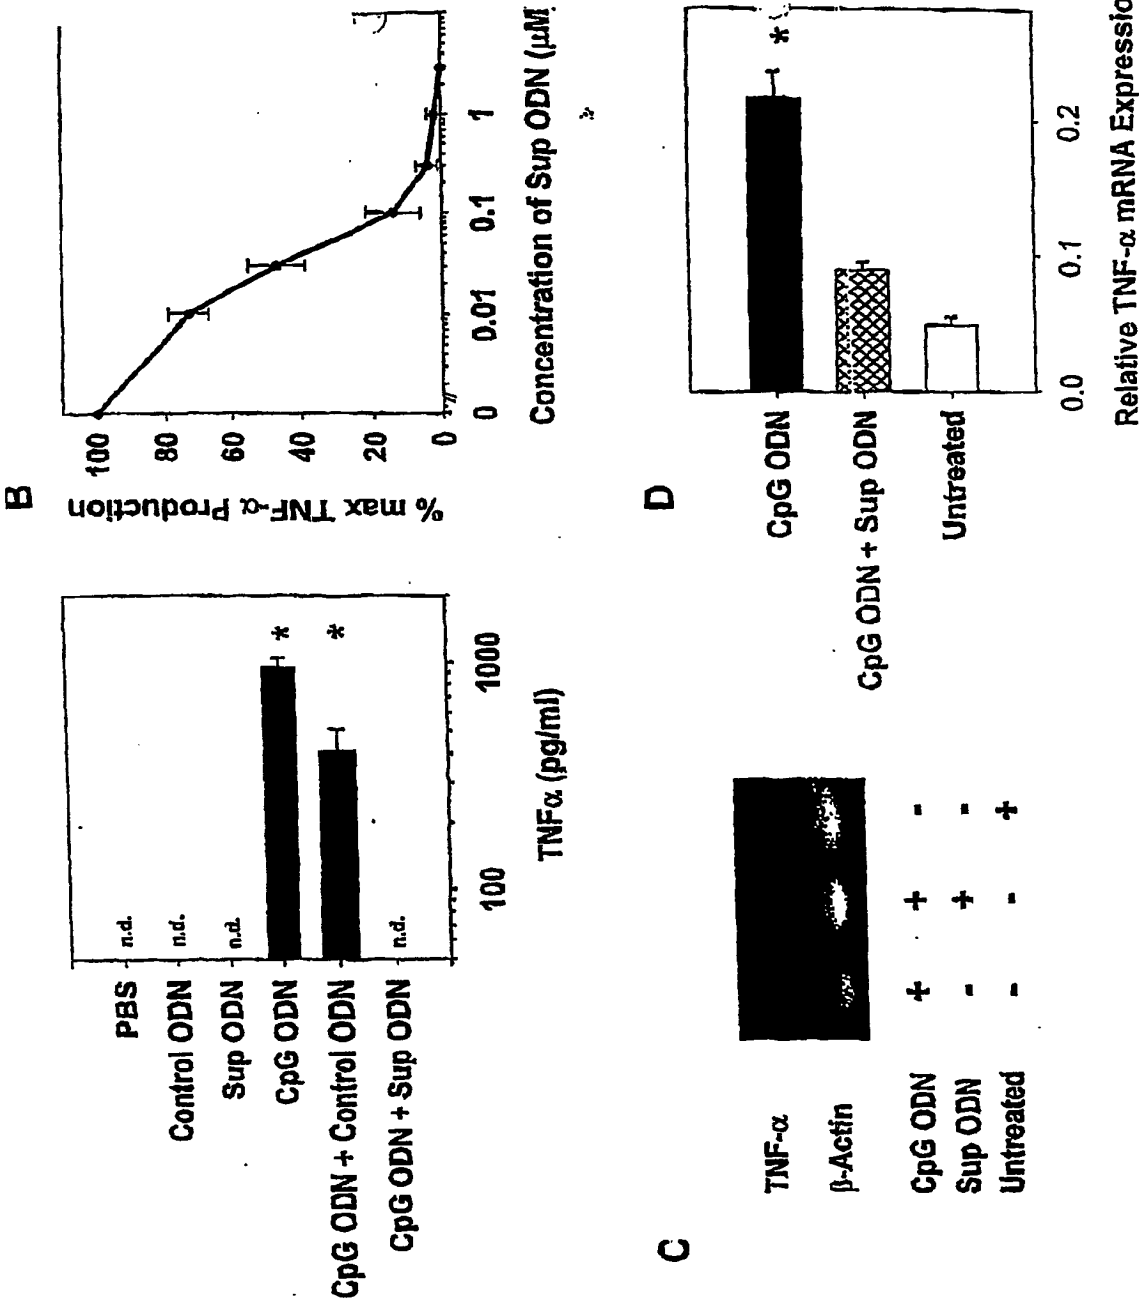 PBS n.d.
Control ODN n.d.
Sup ODN n.d.
CpG ODN *
CpG ODN + Control ODN *
CpG ODN + Sup ODN n.d.
100 1000
TNFα (pg/ml)
B
% max TNF-α Production
100
80
60
40
20
0
0 0.01 0.1 1
Concentration of Sup ODN (μM
C
TNF-α
β-Actin
CpG ODN + + -
Sup ODN - + -
Untreated - - +
D
CpG ODN *
CpG ODN + Sup ODN
Untreated
0.0 0.1 0.2
Relative TNF-α mRNA Expressio